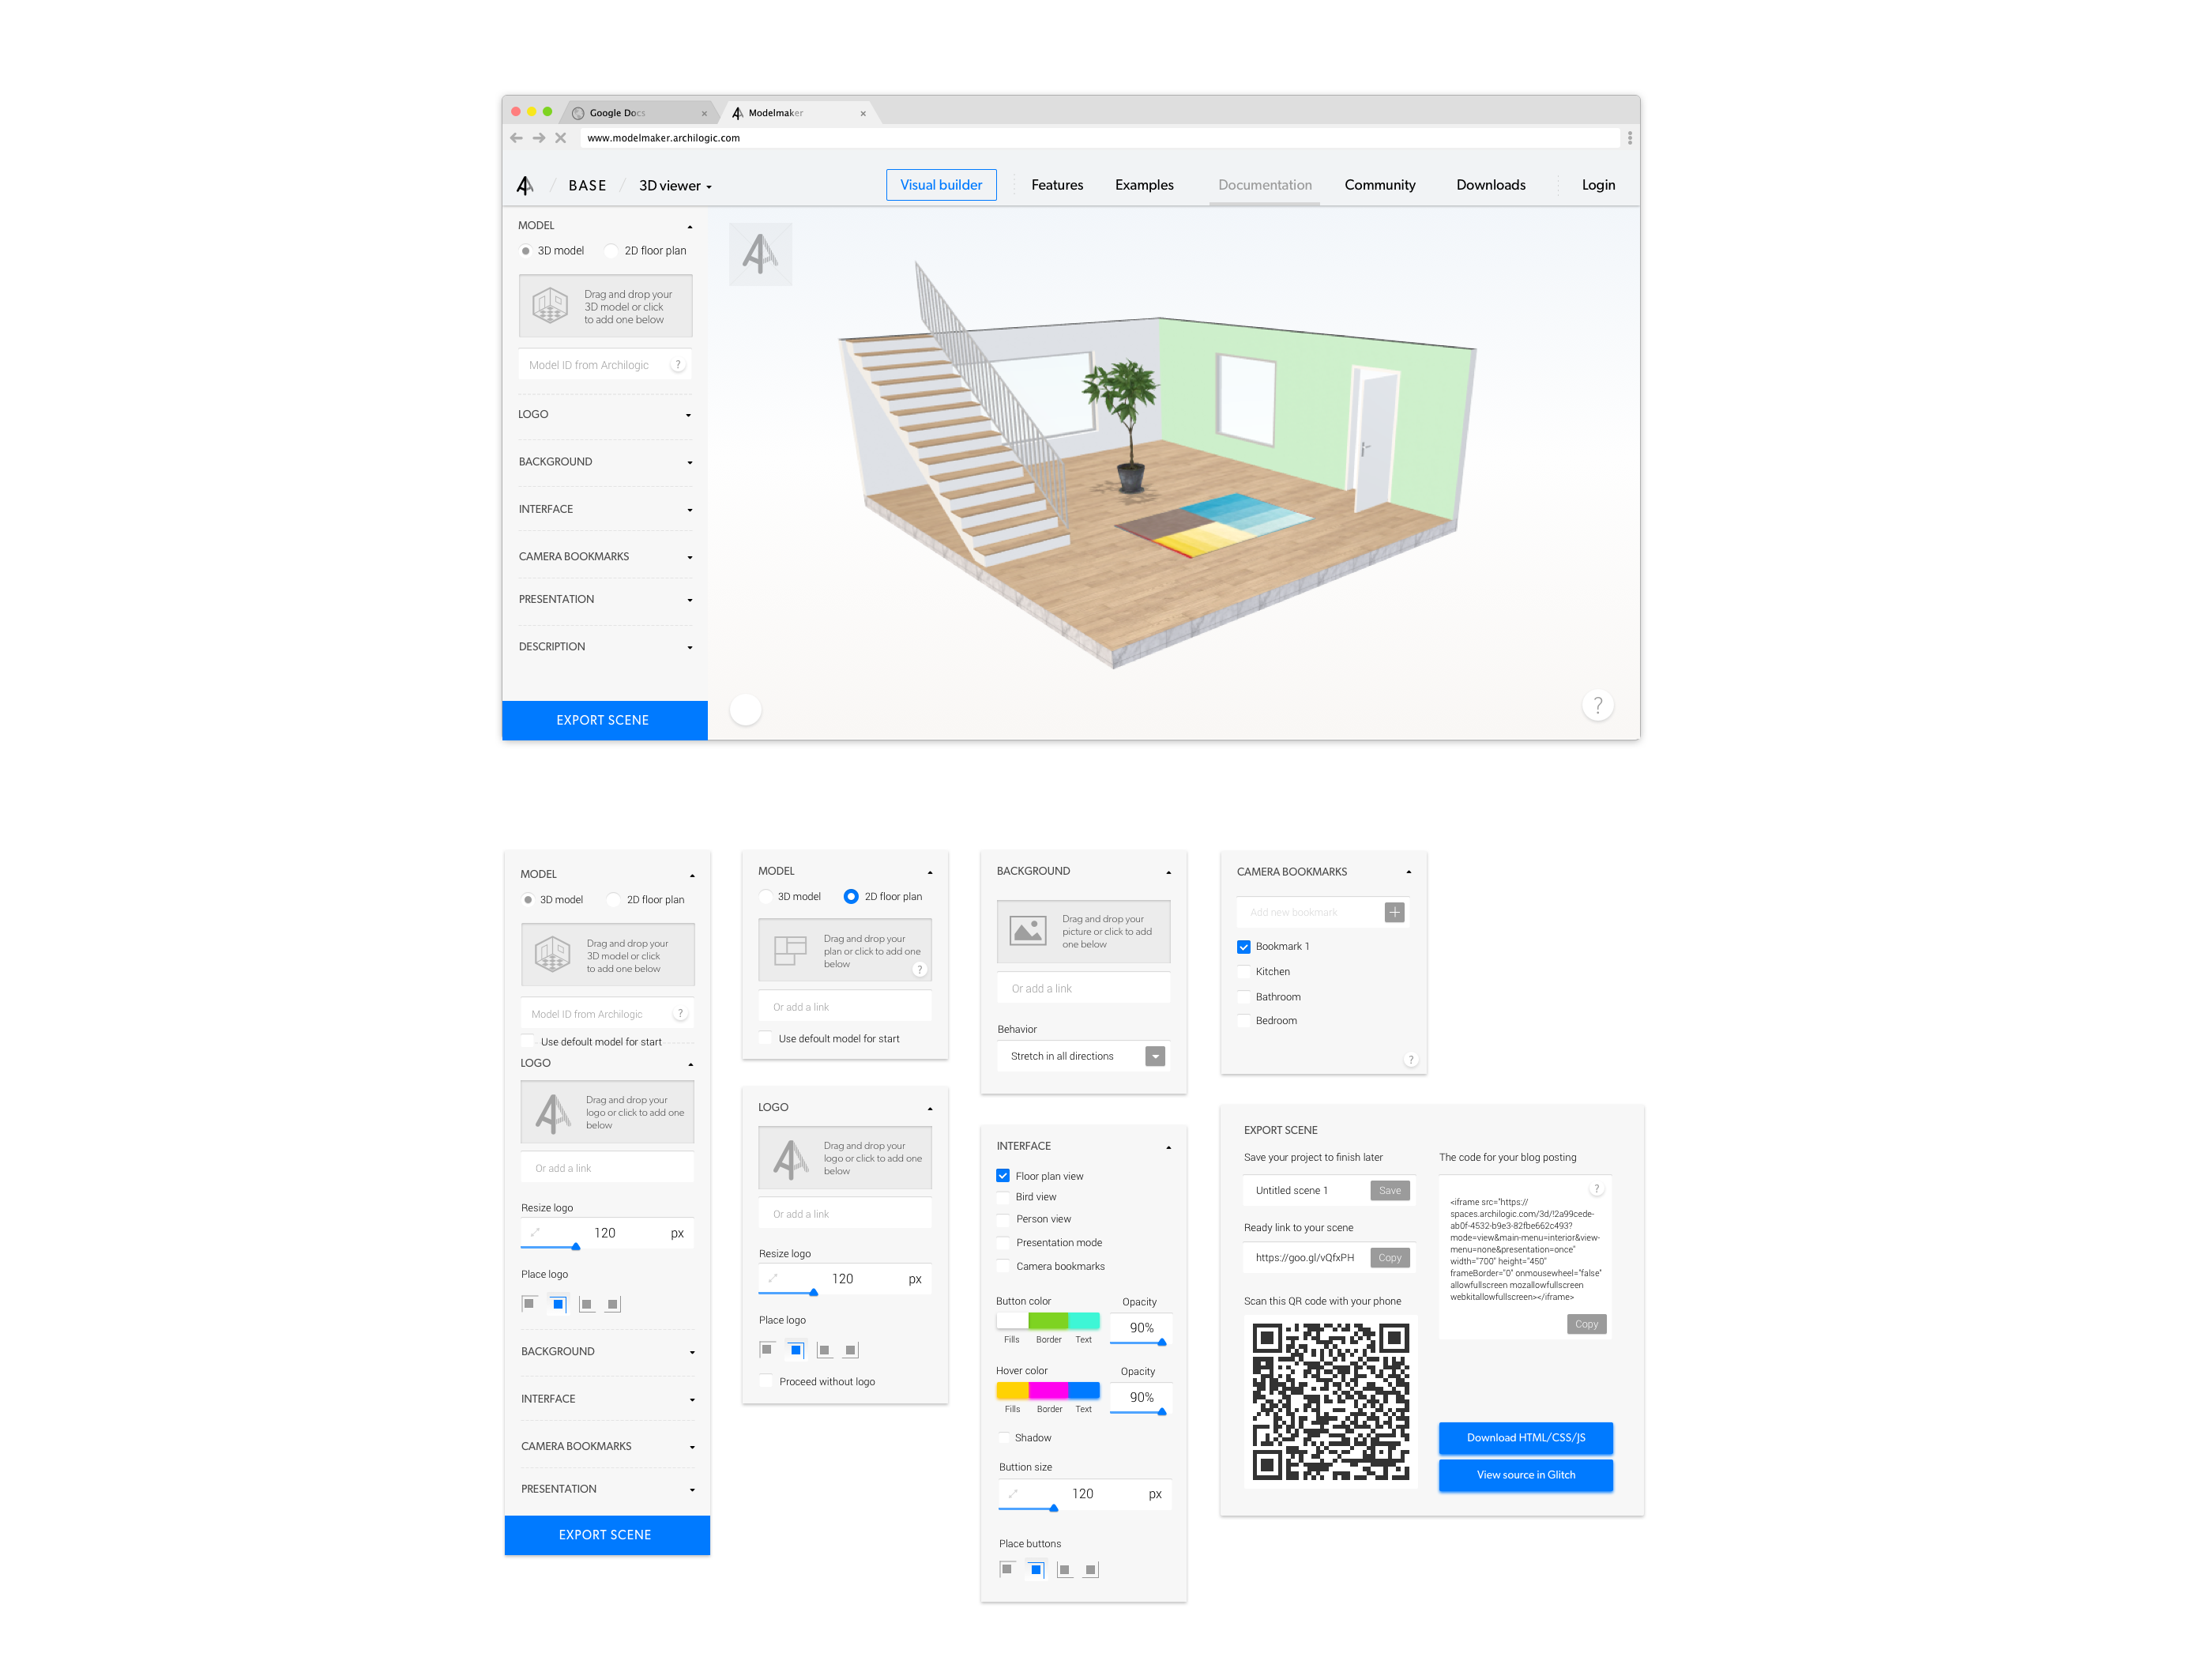 Google Docs
Modelmaker
www.modelmaker.archilogic.com
BASE
3D viewer
Visual builder
Features
Examples
Documentation
Community
Downloads
Login
MODEL
3D model
2D floor plan
Drag and drop your
3D model or click
to add one below
Model ID from Archilogic
?
LOGO
BACKGROUND
INTERFACE
CAMERA BOOKMARKS
PRESENTATION
DESCRIPTION
EXPORT SCENE
?
MODEL
3D model
2D floor plan
Drag and drop your
3D model or click
to add one below
Model ID from Archilogic
?
Use default model for start
LOGO
Drag and drop your
logo or click to add one
below
Or add a link
Resize logo
120 px
Place logo
BACKGROUND
INTERFACE
CAMERA BOOKMARKS
PRESENTATION
EXPORT SCENE
MODEL
3D model
2D floor plan
Drag and drop your
plan or click to add one
below
?
Or add a link
Use default model for start
LOGO
Drag and drop your
logo or click to add one
below
Or add a link
Resize logo
120 px
Place logo
Proceed without logo
BACKGROUND
Drag and drop your
picture or click to add
one below
Or add a link
Behavior
Stretch in all directions
INTERFACE
Floor plan view
Bird view
Person view
Presentation mode
Camera bookmarks
Button color
Opacity
90%
Fills Border Text
Hover color
Opacity
90%
Fills Border Text
Shadow
Buttion size
120 px
Place buttons
CAMERA BOOKMARKS
Add new bookmark
Bookmark 1
Kitchen
Bathroom
Bedroom
?
EXPORT SCENE
Save your project to finish later
Untitled scene 1
Save
Ready link to your scene
https://goo.gl/vQfxPH
Copy
Scan this QR code with your phone
The code for your blog posting
?
<iframe src="https://
spaces.archilogic.com/3d/!2a99cede-
ab0f-4532-b9e3-82fbe662c493?
mode=view&main-menu=interior&view-
menu=none&presentation=once"
width="700" height="450"
frameBorder="0" onmousewheel="false"
allowfullscreen mozallowfullscreen
webkitallowfullscreen></iframe>
Copy
Download HTML/CSS/JS
View source in Glitch